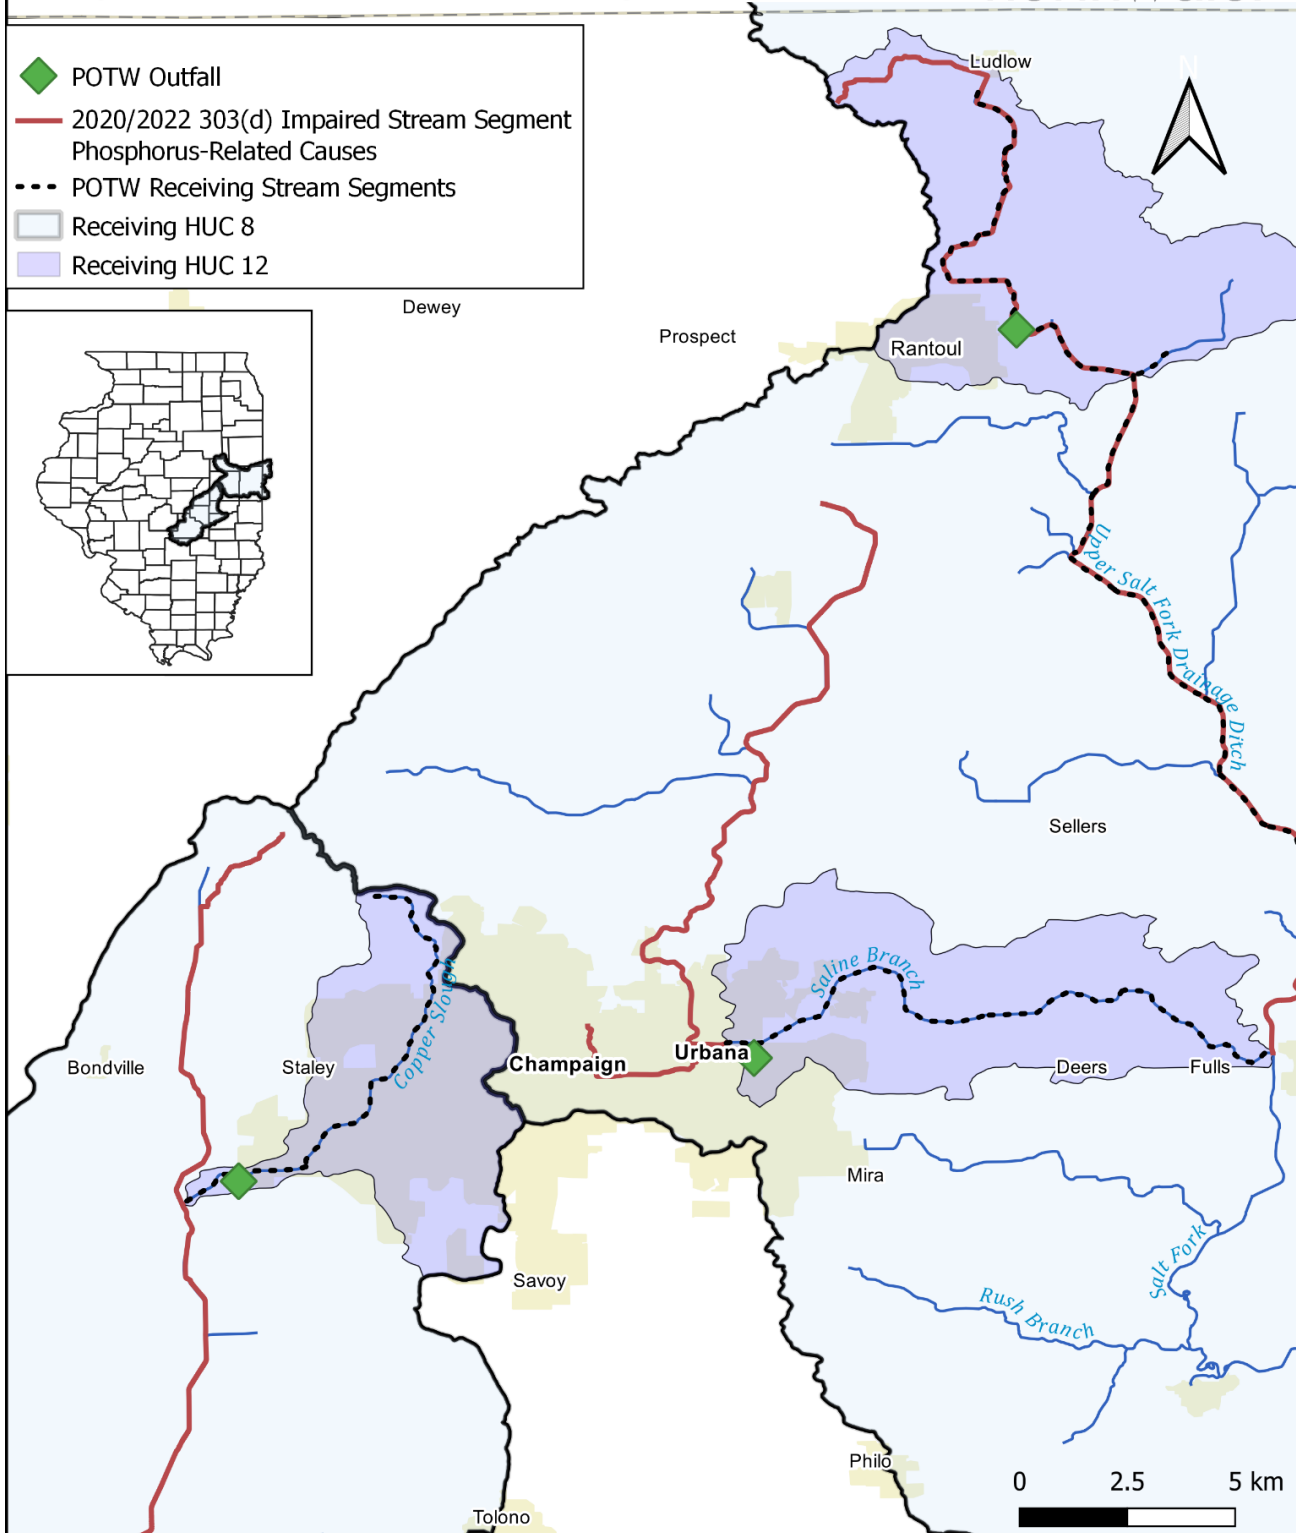 POTW Outfall
2020/2022 303(d) Impaired Stream Segment
Phosphorus-Related Causes
POTW Receiving Stream Segments
Receiving HUC 8
Receiving HUC 12
Ludlow
N
Dewey
Prospect
Rantoul
Upper Salt Fork Drainage Ditch
Sellers
Saline Branch
Copper Slough
Bondville
Staley
Champaign
Urbana
Deers
Fulls
Mira
Salt Fork
Savoy
Rush Branch
Philo
0 2.5 5 km
Tolono